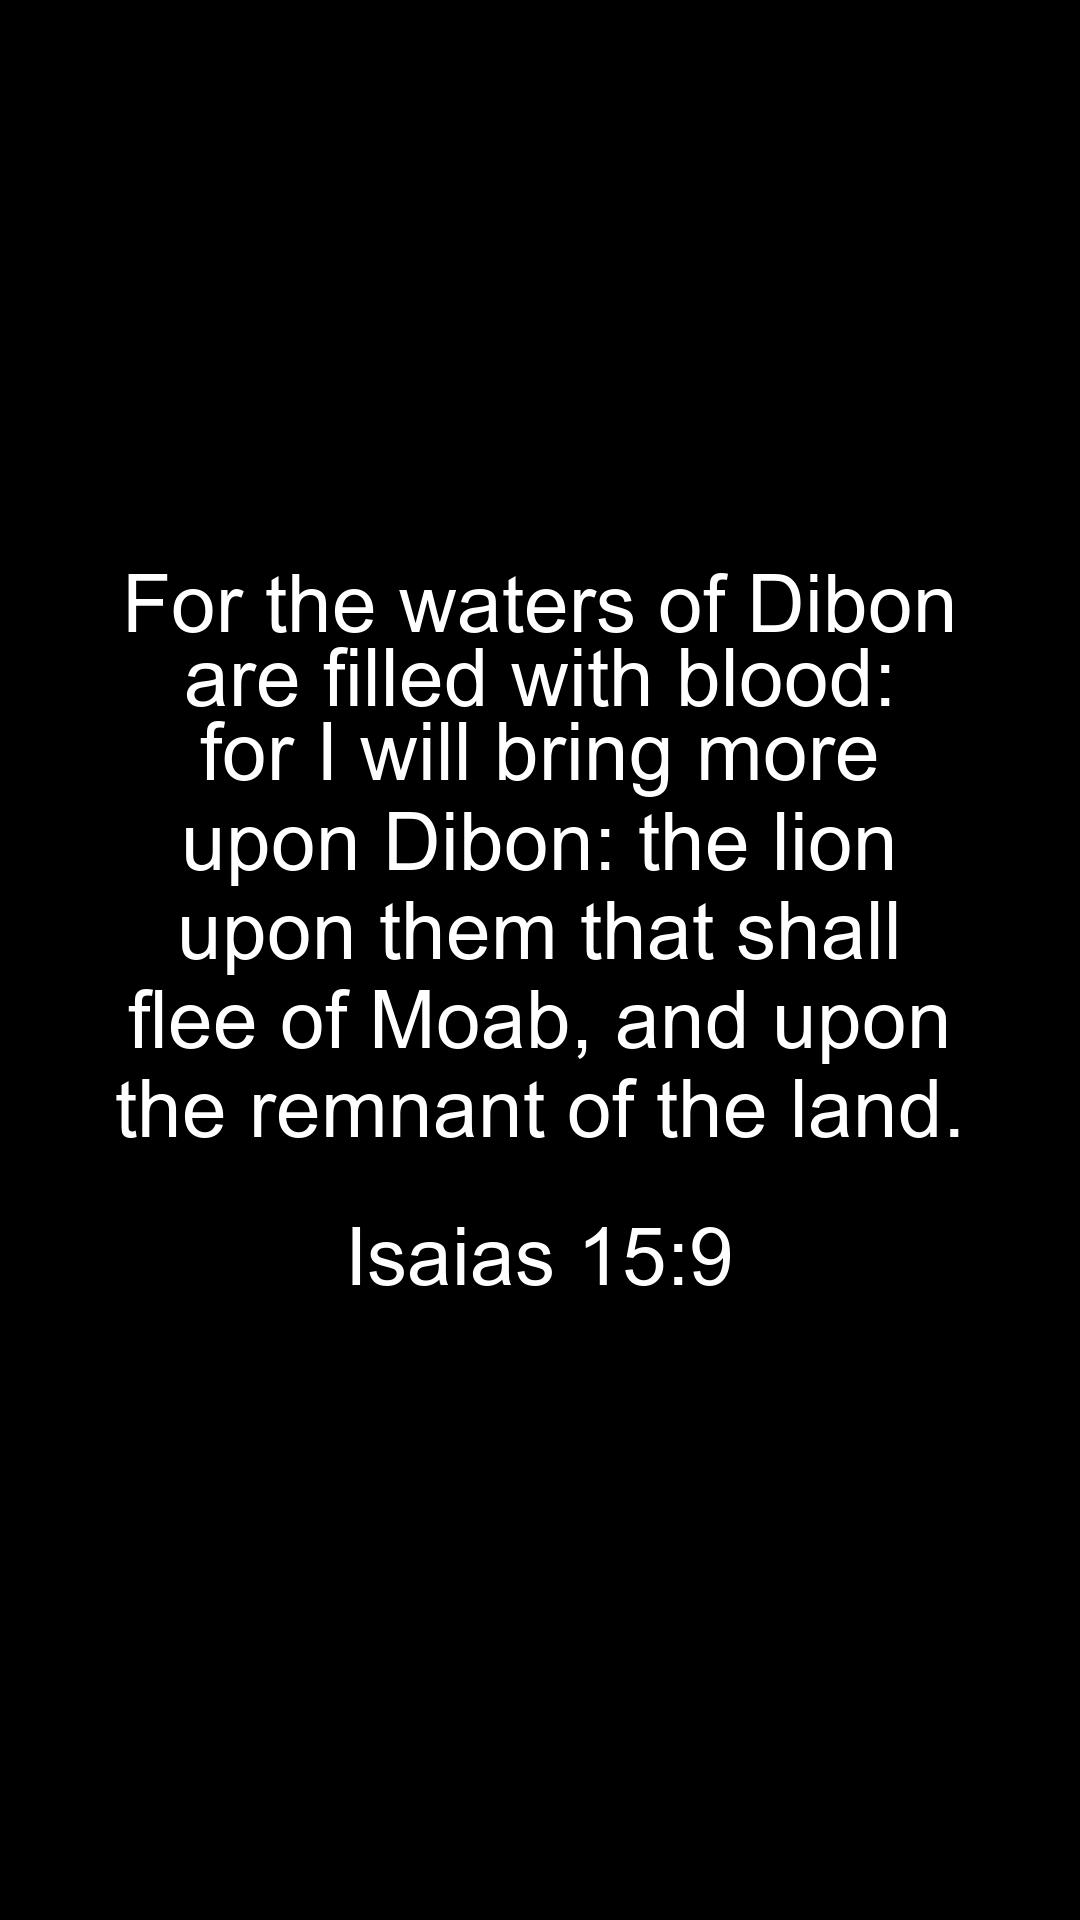 For the waters of Dibon
are filled with blood:
for I will bring more
upon Dibon: the lion
upon them that shall
flee of Moab, and upon
the remnant of the land.
Isaias 15:9